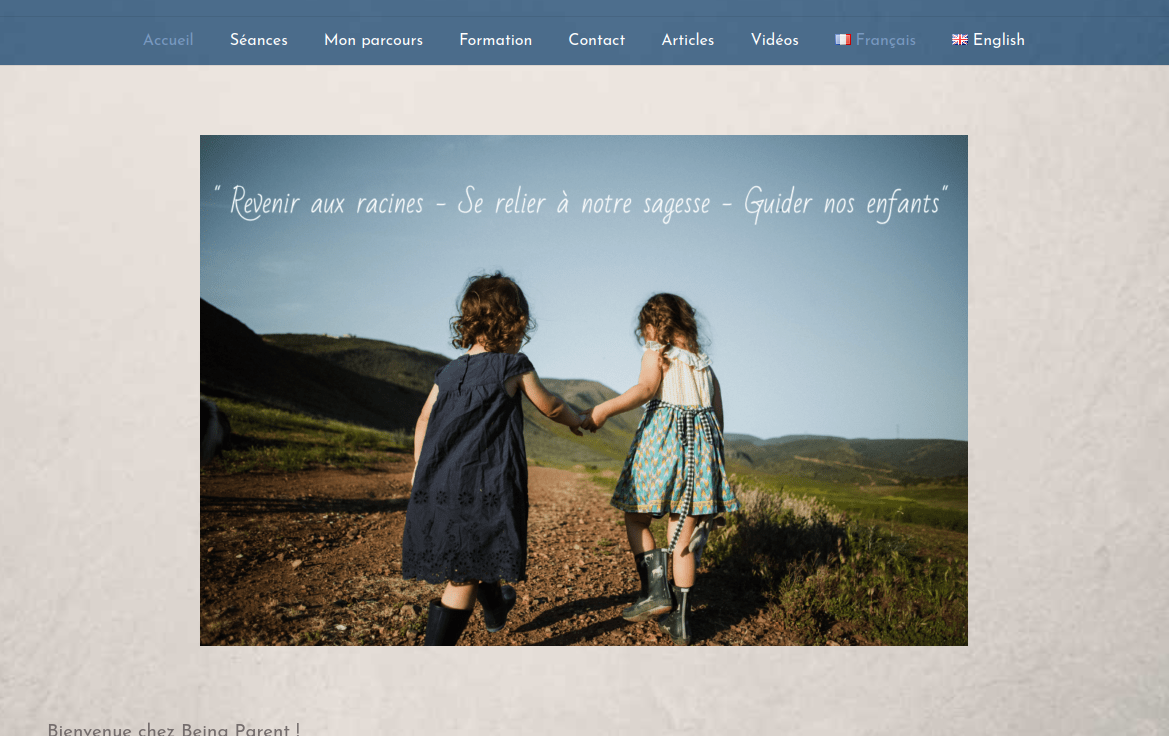 Accueil Séances Mon parcours Formation Contact Articles Vidéos Français English
" Revenir aux racines - Se relier à notre sagesse - Guider nos enfants"
Bienvenue chez Being Parent !